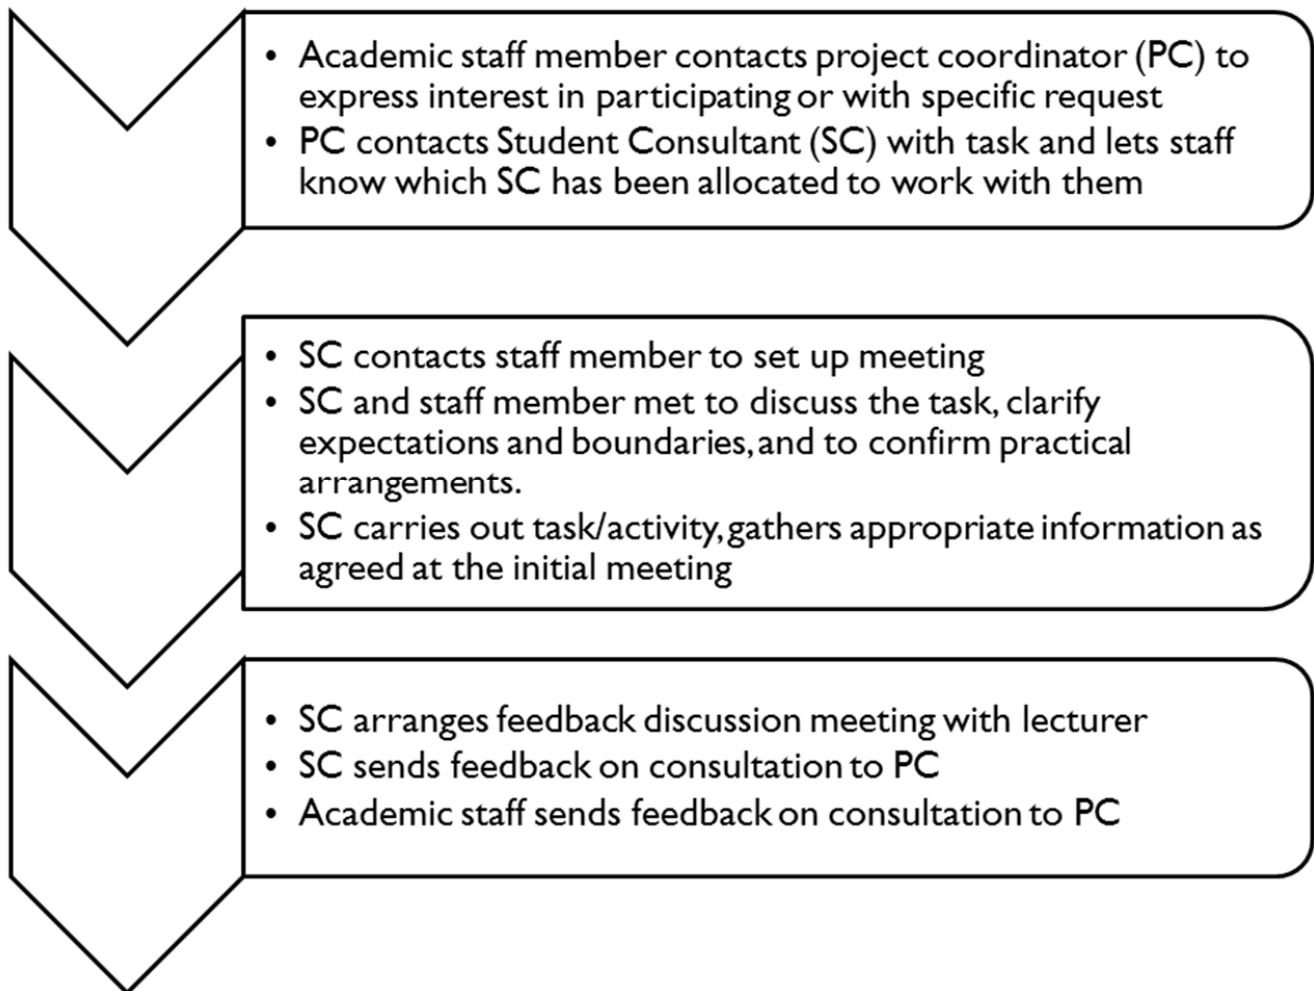 • Academic staff member contacts project coordinator (PC) to
express interest in participating or with specific request
• PC contacts Student Consultant (SC) with task and lets staff
know which SC has been allocated to work with them
• SC contacts staff member to set up meeting
• SC and staff member met to discuss the task, clarify
expectations and boundaries, and to confirm practical
arrangements.
• SC carries out task/activity, gathers appropriate information as
agreed at the initial meeting
• SC arranges feedback discussion meeting with lecturer
• SC sends feedback on consultation to PC
• Academic staff sends feedback on consultation to PC